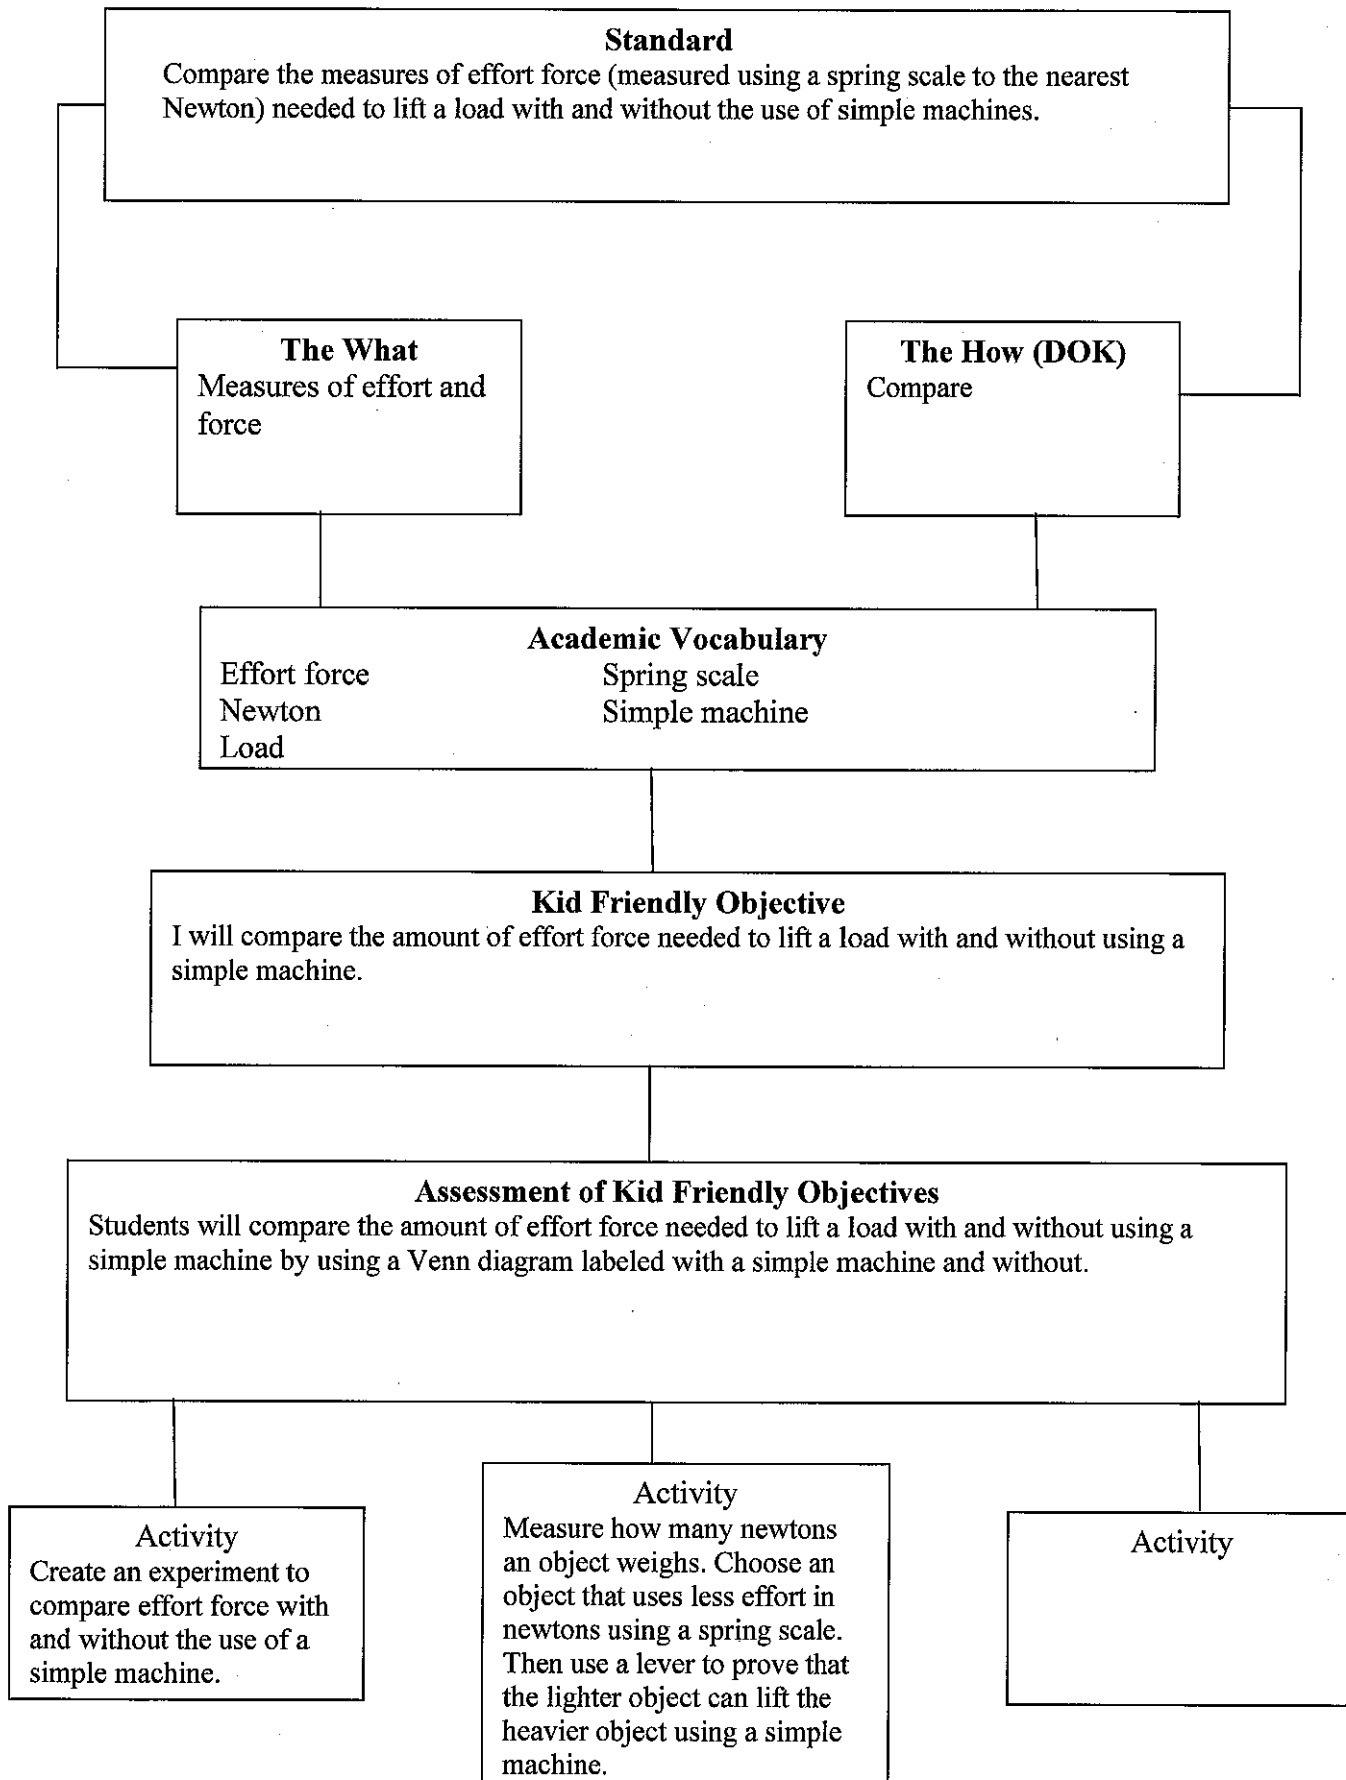 Standard
Compare the measures of effort force (measured using a spring scale to the nearest
Newton) needed to lift a load with and without the use of simple machines.
The What
Measures of effort and
force
The How (DOK)
Compare
Academic Vocabulary
Effort force
Newton
Load
Spring scale
Simple machine
Kid Friendly Objective
I will compare the amount of effort force needed to lift a load with and without using a
simple machine.
Assessment of Kid Friendly Objectives
Students will compare the amount of effort force needed to lift a load with and without using a
simple machine by using a Venn diagram labeled with a simple machine and without.
Activity
Create an experiment to
compare effort force with
and without the use of a
simple machine.
Activity
Measure how many newtons
an object weighs. Choose an
object that uses less effort in
newtons using a spring scale.
Then use a lever to prove that
the lighter object can lift the
heavier object using a simple
machine.
Activity